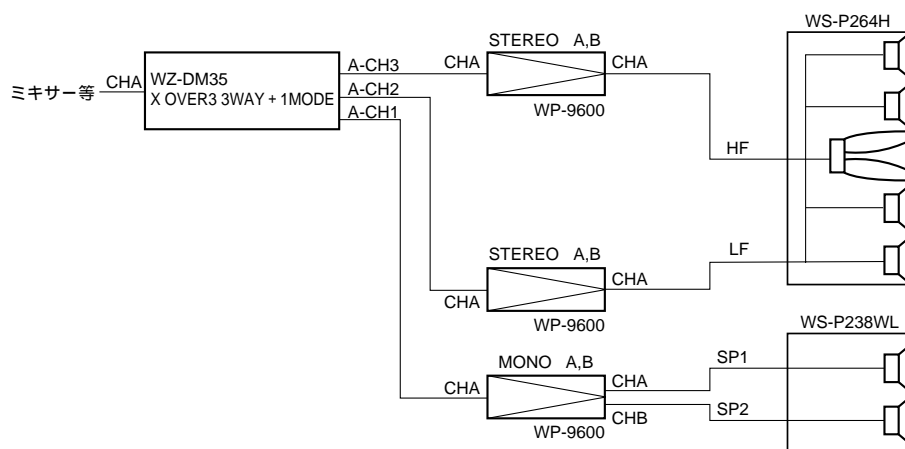 WS-P264H
STEREO A,B
ミキサー等
CHA
WZ-DM35
X OVER3 3WAY + 1MODE
A-CH3
A-CH2
A-CH1
CHA
CHA
WP-9600
HF
STEREO A,B
CHA
CHA
WP-9600
LF
WS-P238WL
MONO A,B
CHA
CHA
CHB
WP-9600
SP1
SP2